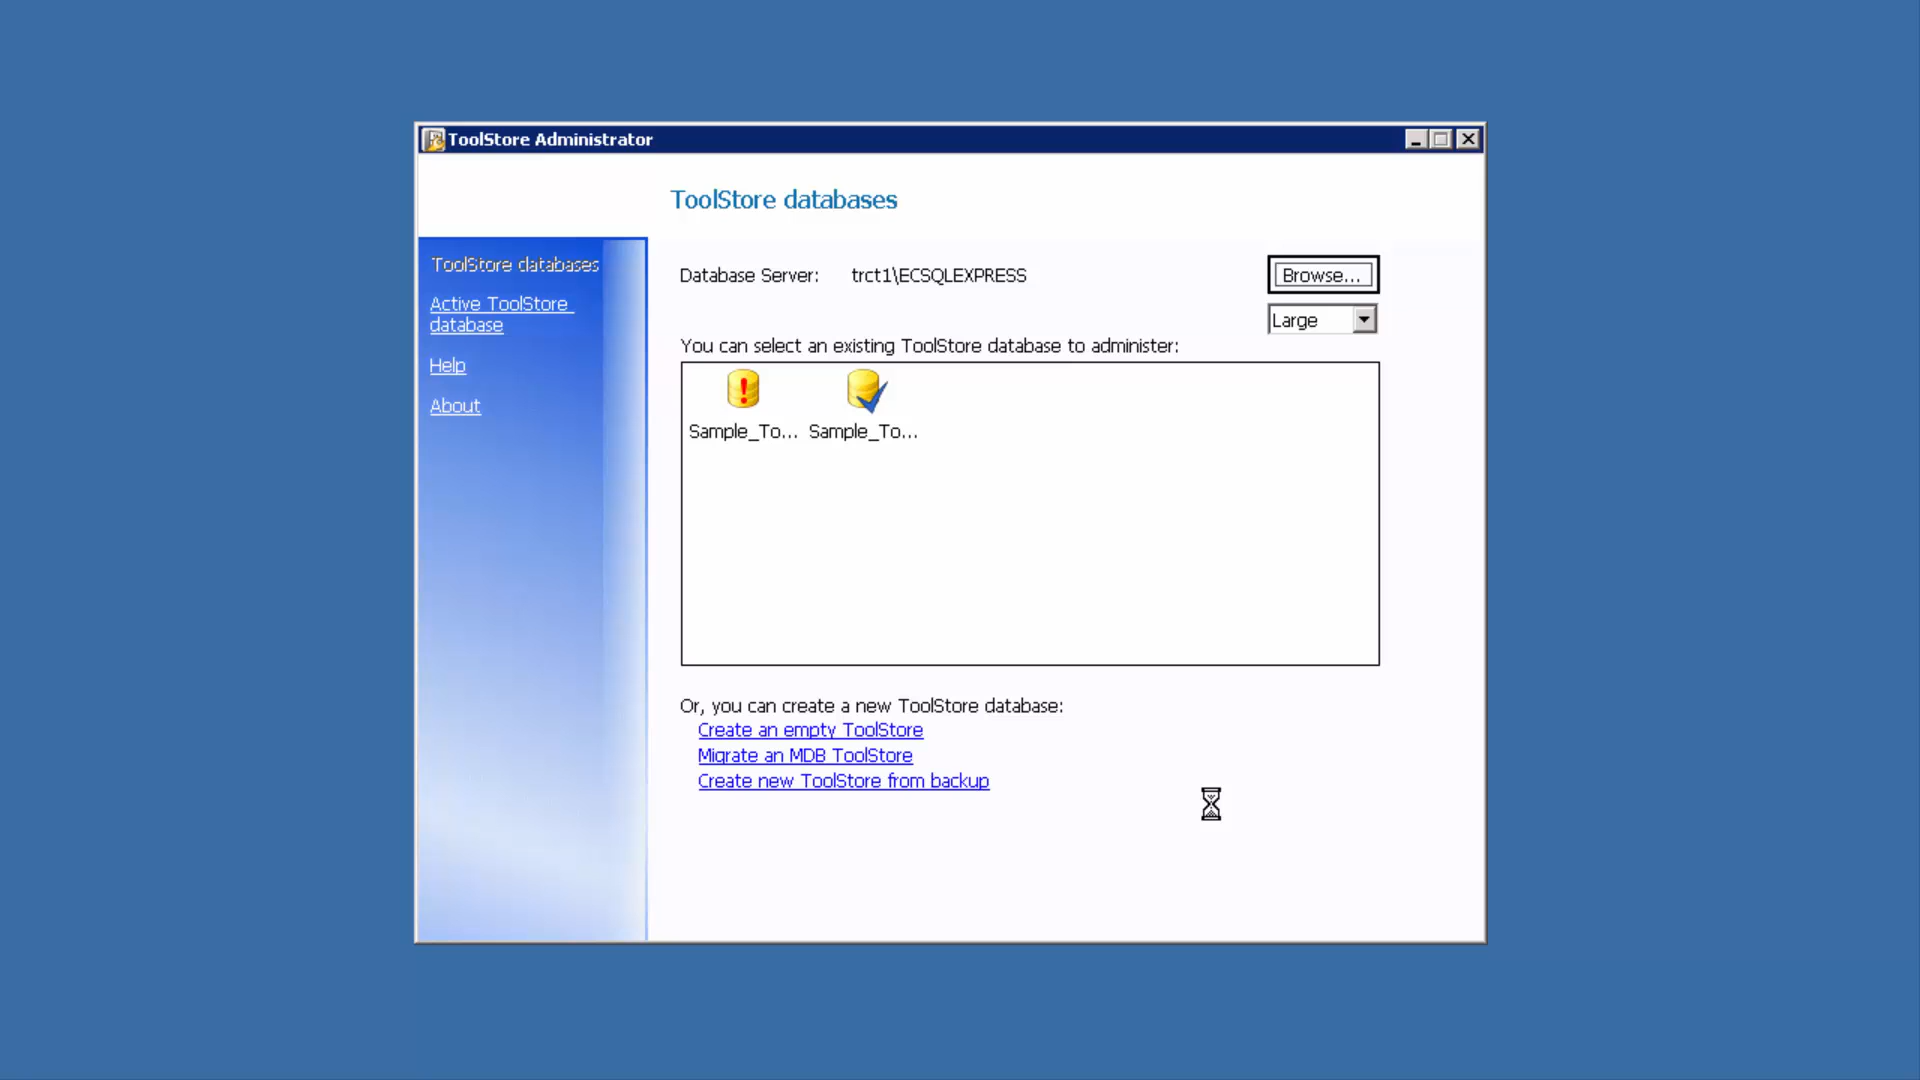 ToolStore Administrator
ToolStore databases
ToolStore databases
Active ToolStore
database
Help
About
Database Server: trct1\ECSQLEXPRESS
Browse...
Large
You can select an existing ToolStore database to administer:
Sample_To... Sample_To...
Or, you can create a new ToolStore database:
Create an empty ToolStore
Migrate an MDB ToolStore
Create new ToolStore from backup